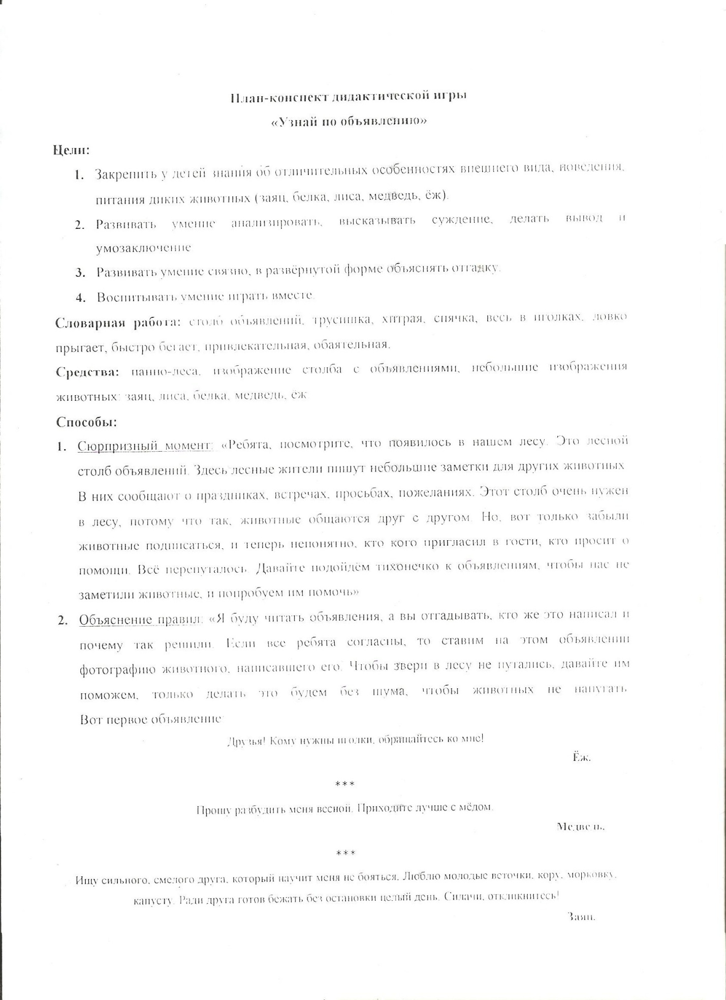 План-конспект дидактической игры
«Узнай по объявлению»
Цели:
1. Закрепить у детей знания об отличительных особенностях внешнего вида, поведения,
питания диких животных (заяц, белка, лиса, медведь, ёж).
2. Развивать умение анализировать, высказывать суждение, делать вывод и
умозаключение
3. Развивать умение связно, в развёрнутой форме объяснять отгадку.
4. Воспитывать умение играть вместе.
Словарная работа: столб объявлений, трусишка, хитрая, спячка, весь в иголках, ловко
прыгает, быстро бегает, привлекательная, обаятельная.
Средства: панно-леса, изображение столба с объявлениями, небольшие изображения
животных: заяц, лиса, белка, медведь, ёж
Способы:
1. Сюрпризный момент: «Ребята, посмотрите, что появилось в нашем лесу. Это лесной
столб объявлений. Здесь лесные жители пишут небольшие заметки для других животных
В них сообщают о праздниках, встречах, просьбах, пожеланиях. Этот столб очень нужен
в лесу, потому что так, животные общаются друг с другом. Но, вот только забыли
животные подписаться, и теперь непонятно, кто кого пригласил в гости, кто просит о
помощи. Всё перепуталось. Давайте подойдём тихонечко к объявлениям, чтобы нас не
заметили животные, и попробуем им помочь»
2. Объяснение правил: «Я буду читать объявления, а вы отгадывать, кто же это написал и
почему так решили. Если все ребята согласны, то ставим на этом объявлении
фотографию животного, написавшего его. Чтобы звери в лесу не путались, давайте им
поможем, только делать это будем без шума, чтобы животных не напугать
Вот первое объявление
Друзья! Кому нужны иголки, обращайтесь ко мне!
Ёж.
***
Прошу разбудить меня весной. Приходите лучше с мёдом.
Медведь.
***
Ищу сильного, смелого друга, который научит меня не бояться. Люблю молодые веточки, кору, морковку,
капусту. Ради друга готов бежать без остановки целый день. Силачи, откликнитесь!
Заяц.